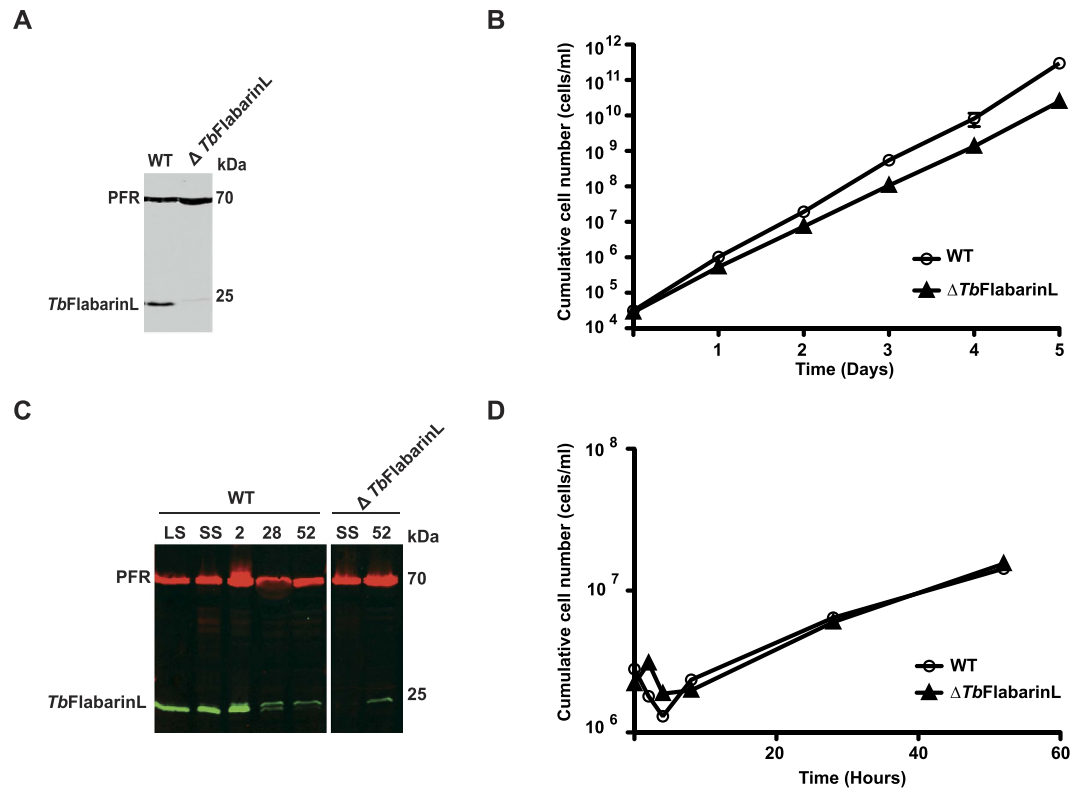 A
WT
Δ TbFlabarinL
kDa
PFR
70
TbFlabarinL
25
B
Cumulative cell number (cells/ml)
10 12
10 11
10 10
10 9
10 8
10 7
10 6
10 5
10 4
WT
ΔTbFlabarinL
1 2 3 4 5
Time (Days)
C
WT
Δ TbFlabarinL
LS SS 2 28 52 SS 52 kDa
PFR
70
TbFlabarinL
25
D
Cumulative cell number (cells/ml)
10 8
10 7
10 6
WT
ΔTbFlabarinL
20 40 60
Time (Hours)